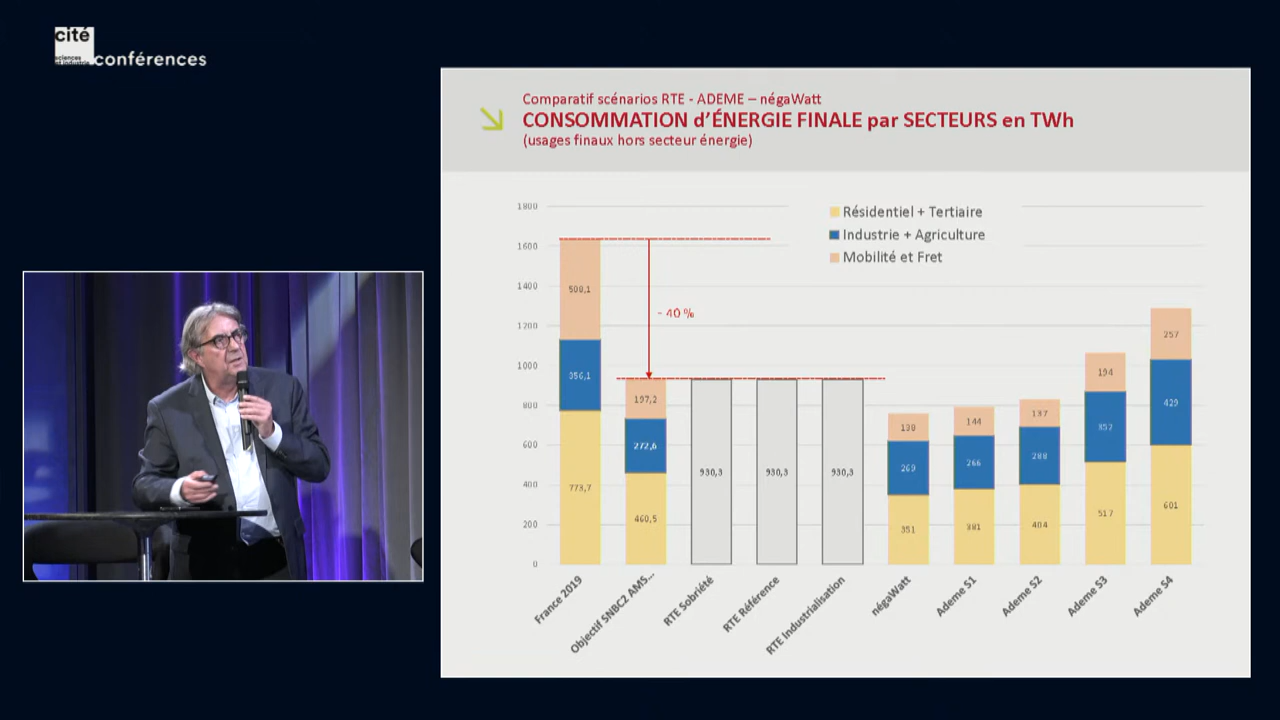 cité
sciences
et industrie
conférences
Comparatif scénarios RTE - ADEME – négaWatt
CONSOMMATION d'ÉNERGIE FINALE par SECTEURS en TWh
(usages finaux hors secteur énergie)
1800
1600
1400
1200
1000
800
600
400
200
0
Résidentiel + Tertiaire
Industrie + Agriculture
Mobilité et Fret
- 40 %
508,1
356,1
773,7
197,2
272,6
460,5
930,3
930,3
930,3
139
269
351
144
266
381
137
288
404
194
352
517
257
429
601
France 2019
Objectif SNBC2 AMS...
RTE Sobriété
RTE Référence
RTE Industrialisation
négaWatt
Ademe S1
Ademe S2
Ademe S3
Ademe S4